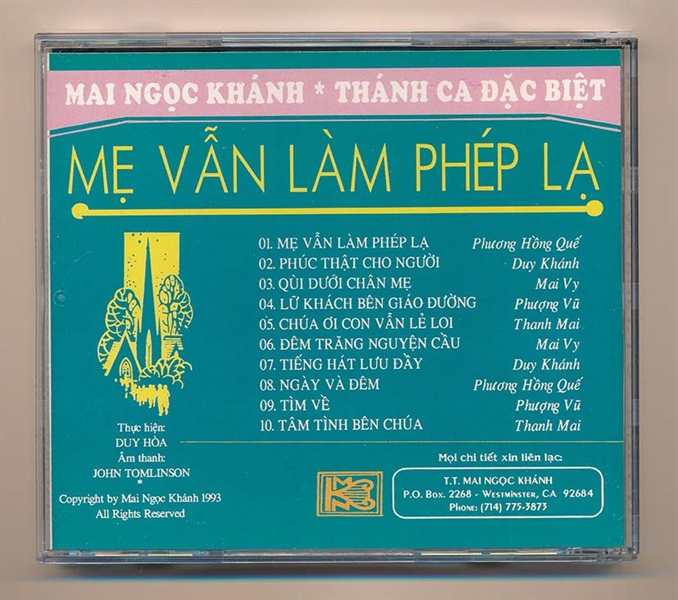 MAI NGỌC KHÁNH * THÁNH CA ĐẶC BIỆT
MẸ VẪN LÀM PHÉP LẠ
01. MẸ VẪN LÀM PHÉP LẠ Phương Hồng Quế
02. PHÚC THẬT CHO NGƯỜI Duy Khánh
03. QÙI DƯỚI CHÂN MẸ Mai Vy
04. LỮ KHÁCH BÊN GIÁO ĐƯỜNG Phượng Vũ
05. CHÚA ƠI CON VẪN LẺ LOI Thanh Mai
06. ĐÊM TRĂNG NGUYỆN CẦU Mai Vy
07. TIẾNG HÁT LƯU ĐẦY Duy Khánh
08. NGÀY VÀ ĐÊM Phương Hồng Quế
09. TÌM VỀ Phượng Vũ
10. TÂM TÌNH BÊN CHÚA Thanh Mai
Thực hiện:
DUY HÒA
Âm thanh:
JOHN TOMLINSON
*
Copyright by Mai Ngọc Khánh 1993
All Rights Reserved
MNK
Mọi chi tiết xin liên lạc:
T.T. MAI NGỌC KHÁNH
P.O. Box. 2268 - Westminster, CA 92684
Phone: (714) 775-3873